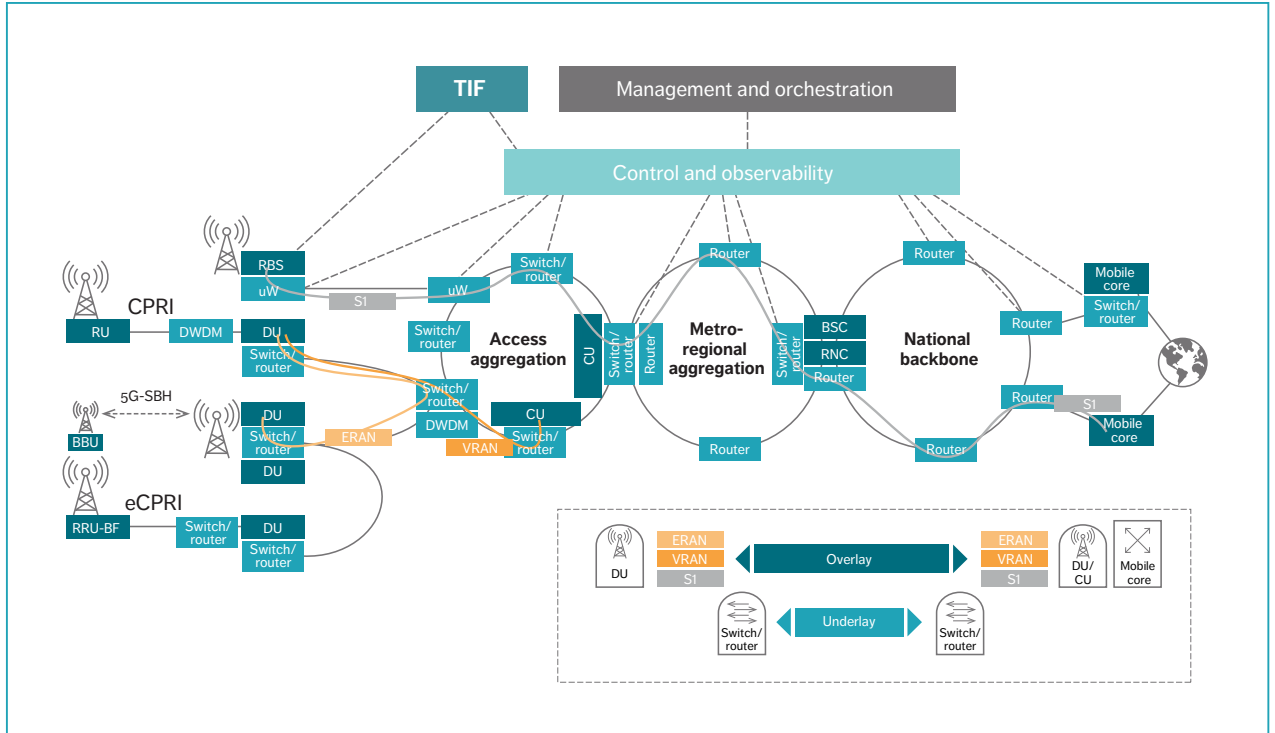 TIF
Management and orchestration
Control and observability
RBS
uW
S1
uW
Switch/
router
Router
Router
CPRI
RU
DWDM
DU
Switch/
router
Switch/
router
Access
aggregation
CU
Switch/
router
Router
Metro-
regional
aggregation
Switch/
router
BSC
RNC
Router
National
backbone
Router
Mobile
core
Switch/
router
5G-SBH
BBU
DU
Switch/
router
DU
ERAN
Switch/
router
DWDM
VRAN
CU
Switch/
router
Router
Router
Router
S1
Mobile
core
eCPRI
RRU-BF
Switch/
router
DU
Switch/
router
DU
ERAN
VRAN
S1
Overlay
ERAN
VRAN
S1
DU/
CU
Mobile
core
Switch/
router
Underlay
Switch/
router